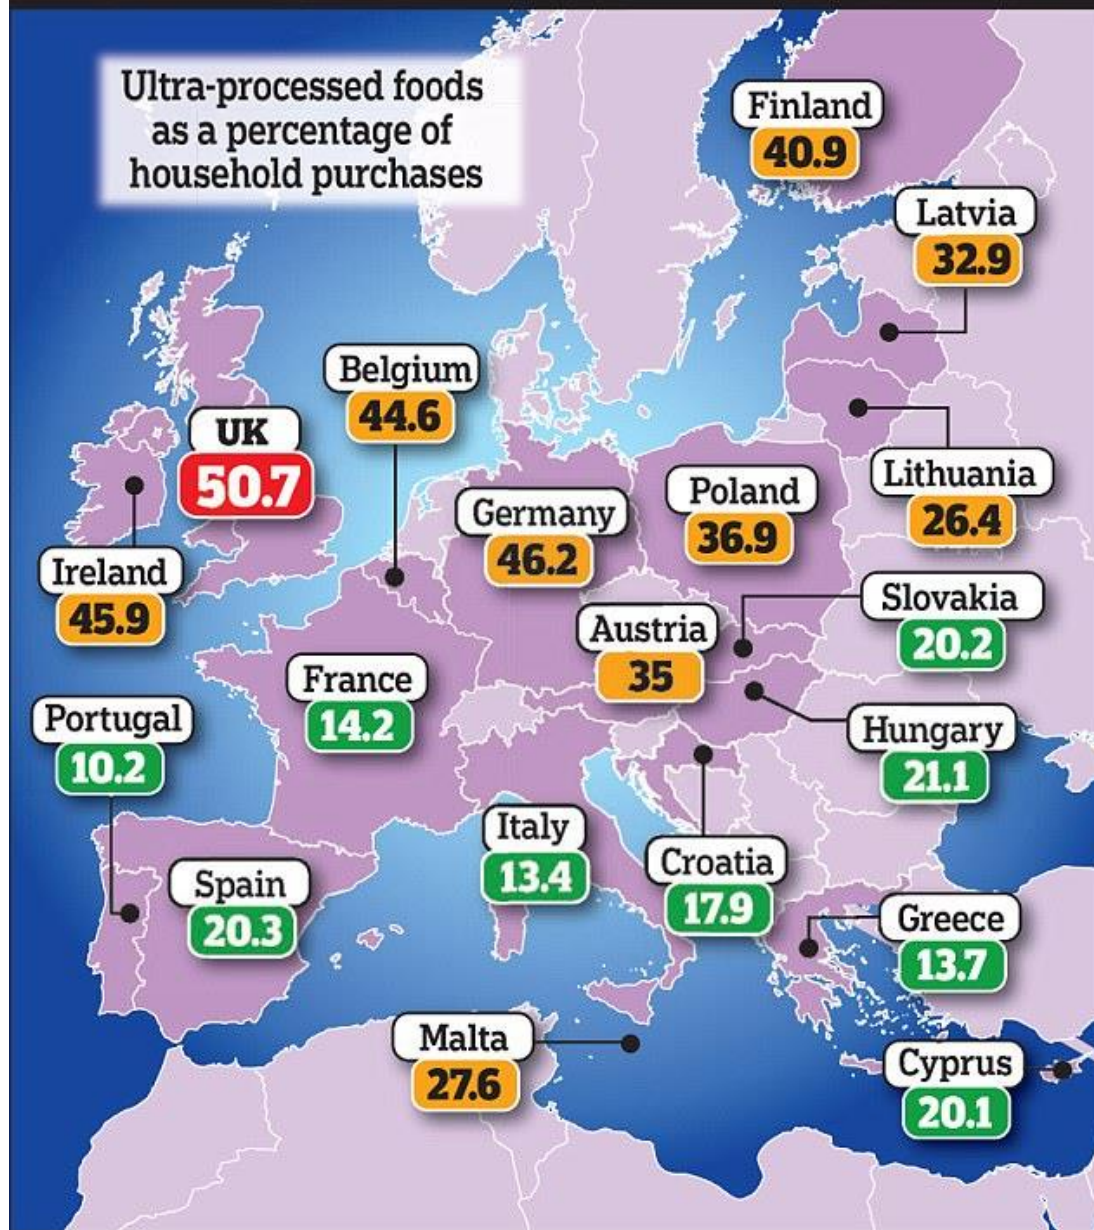 Ultra-processed foods
as a percentage of
household purchases
Finland
40.9
Latvia
32.9
Belgium
44.6
UK
50.7
Lithuania
26.4
Poland
36.9
Germany
46.2
Ireland
45.9
Slovakia
20.2
Austria
35
France
14.2
Portugal
10.2
Hungary
21.1
Italy
13.4
Croatia
17.9
Spain
20.3
Greece
13.7
Malta
27.6
Cyprus
20.1